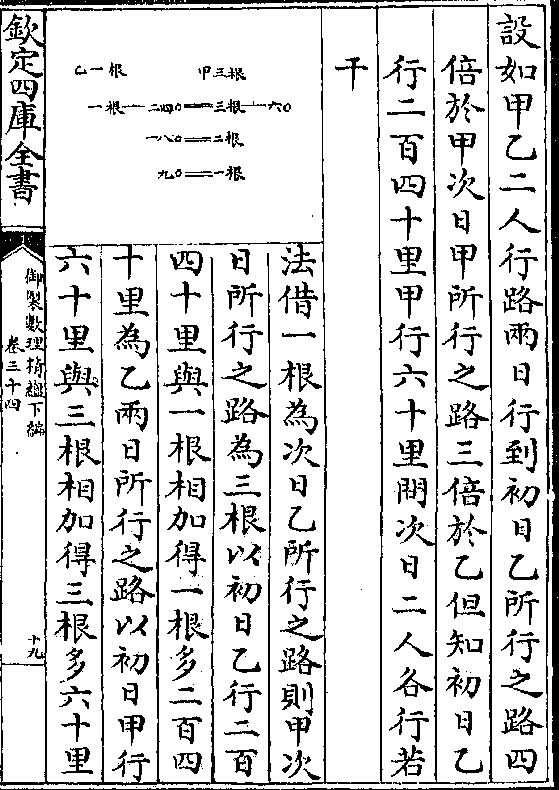 設如甲乙二人行路兩日行到初日乙所行之路四
倍於甲次日甲所行之路三倍於乙但知初日乙
行二百四十里甲行六十里問次日二人各行若
干
乙一根　甲三根
一根─二四〇═三根─六〇
一八〇═二根
九〇═一根
法借一根為次日乙所行之路則甲次
日所行之路為三根以初日乙行二百
四十里與一根相加得一根多二百四
十里為乙兩日所行之路以初日甲行
六十里與三根相加得三根多六十里
欽定四庫全書
御製數理精蘊下編
卷三十四
十九